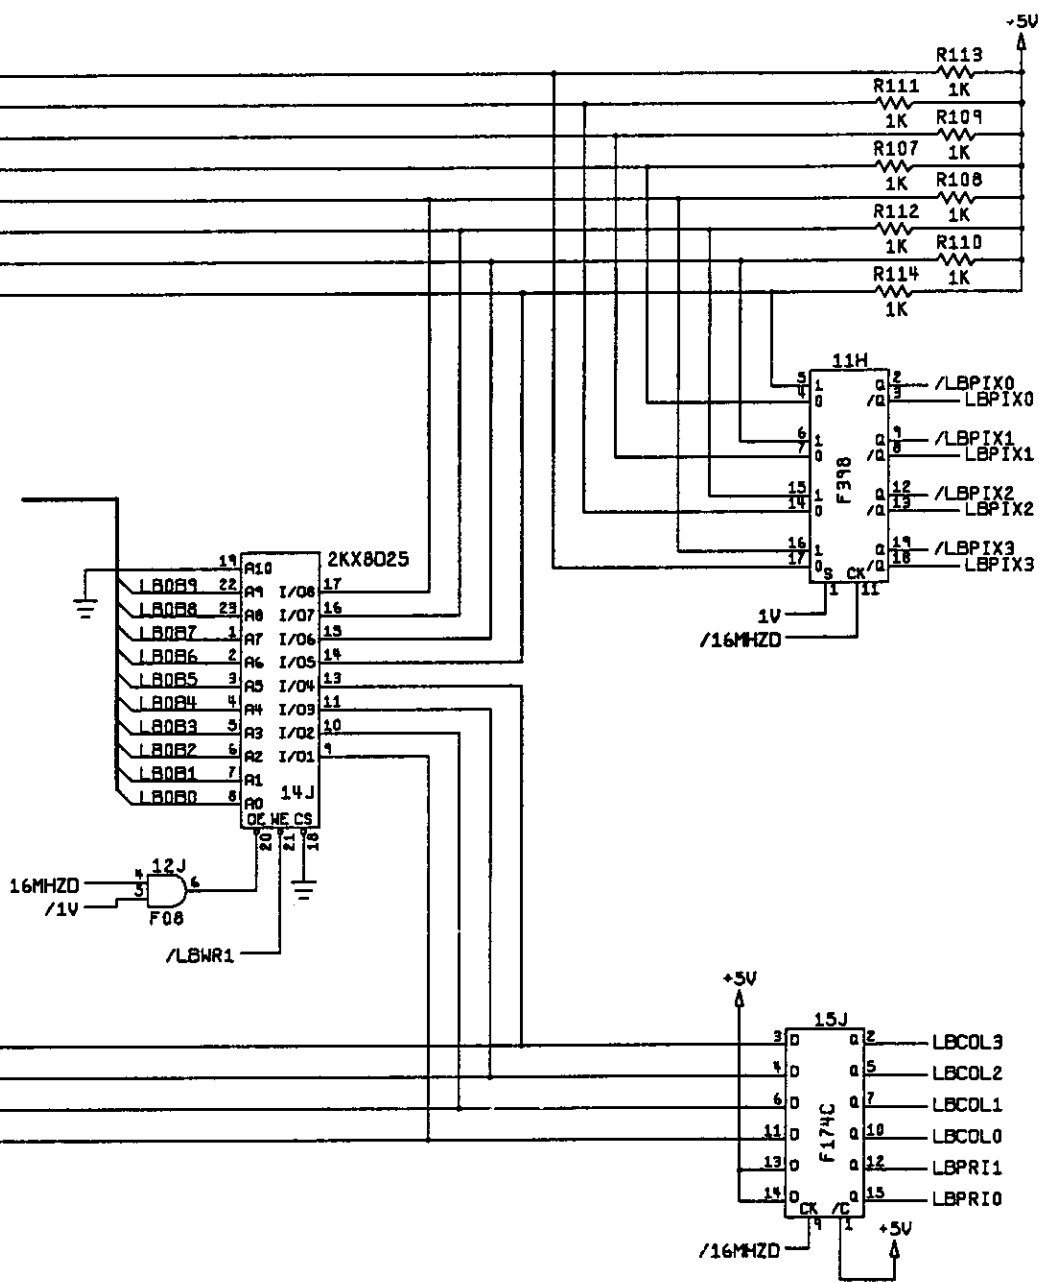 +5V
R113
1K
R111
1K
R109
1K
R107
1K
R108
1K
R112
1K
R110
1K
R114
1K
11H
5 1 Q 2 /LBPIX0
4 0 /Q 3 LBPIX0
6 1 Q 9 /LBPIX1
7 0 /Q 8 LBPIX1
F398
15 1 Q 12 /LBPIX2
14 0 /Q 13 LBPIX2
16 1 Q 19 /LBPIX3
17 0 /Q 18 LBPIX3
S CK
1 11
1V
/16MHZD
2KX8D25
19 A10
LBDB9 22 A9 I/O8 17
LBDB8 23 A8 I/O7 16
LBDB7 1 A7 I/O6 15
LBDB6 2 A6 I/O5 14
LBDB5 3 A5 I/O4 13
LBDB4 4 A4 I/O3 11
LBDB3 5 A3 I/O2 10
LBDB2 6 A2 I/O1 9
LBDB1 7 A1
LBDB0 8 A0
14J
OE WE CS
20 21 18
12J
16MHZD 4
/1V 5
6
F08
/LBWR1
+5V
15J
3 D Q 2 LBCOL3
4 D Q 5 LBCOL2
6 D Q 7 LBCOL1
11 D Q 10 LBCOL0
F174C
13 D Q 12 LBPRI1
14 D Q 15 LBPRI0
CK /C
9 1
+5V
/16MHZD